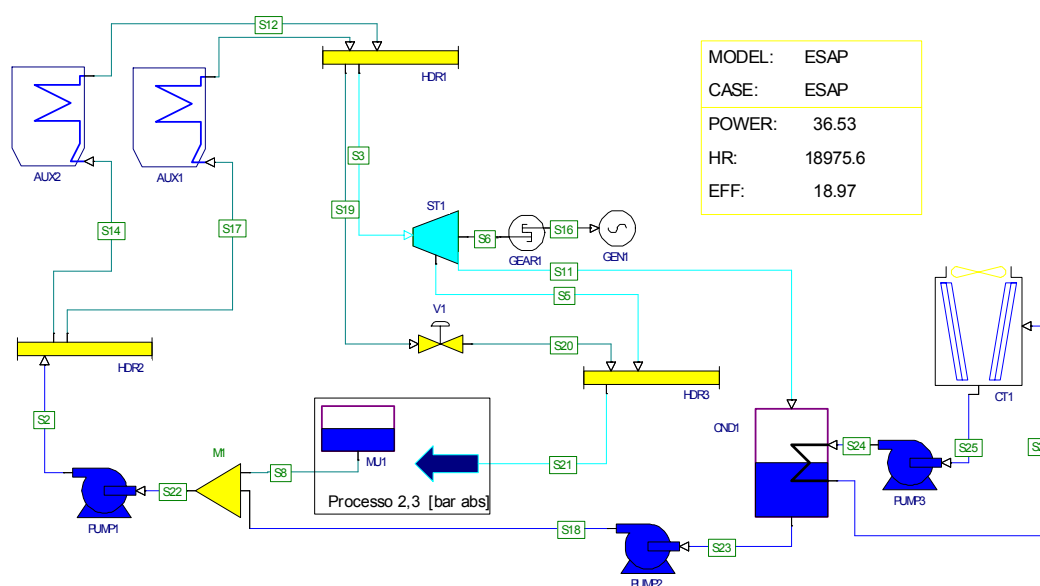 S12
HDR1
MODEL: ESAP
CASE: ESAP
POWER: 36.53
HR: 18975.6
EFF: 18.97
AUX2
AUX1
S3
S19
ST1
S14
S17
S6
S16
GEAR1
GEN1
S11
S5
V1
S20
HDR2
HDR3
CT1
S2
M1
MU1
CND1
S24
S25
S8
S21
PUMP3
S22
Processo 2,3 [bar abs]
PUMP1
S18
S23
PUMP2